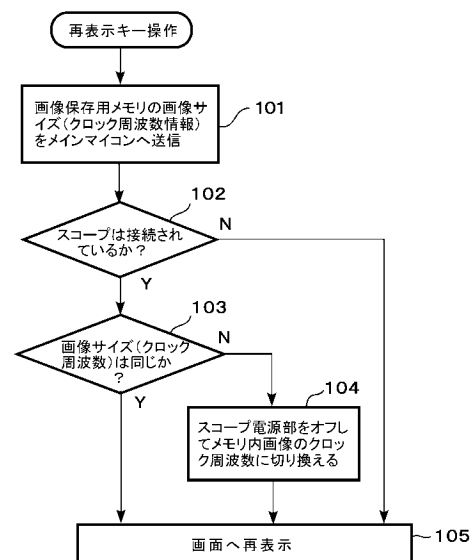 再表示キー操作
画像保存用メモリの画像サ
イズ(クロック周波数情報)
をメインマイコンへ送信
101
102
スコープは接続され
ているか？
N
Y
103
画像サイズ(クロック
周波数)は同じか
？
N
Y
104
スコープ電源部をオフし
てメモリ内画像のクロッ
ク周波数に切り換える
画面へ再表示
105